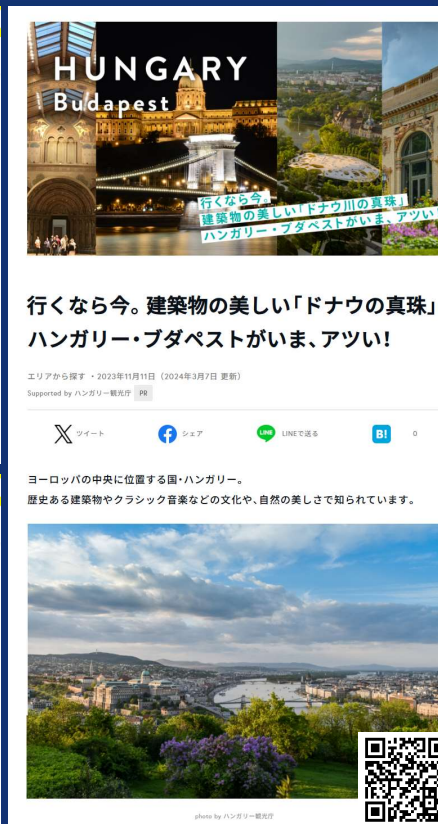 HUNGARY
Budapest
行くなら今。
建築物の美しい「ドナウ川の真珠」
ハンガリー・ブダペストがいま、アツい
行くなら今。建築物の美しい「ドナウの真珠」
ハンガリー・ブダペストがいま、アツい!
エリアから探す ・2023年11月11日（2024年3月7日 更新）
Supported by ハンガリー観光庁 PR
ツイート シェア LINE LINEで送る B! 0
ヨーロッパの中央に位置する国・ハンガリー。
歴史ある建築物やクラシック音楽などの文化や、自然の美しさで知られています。
photo by ハンガリー観光庁